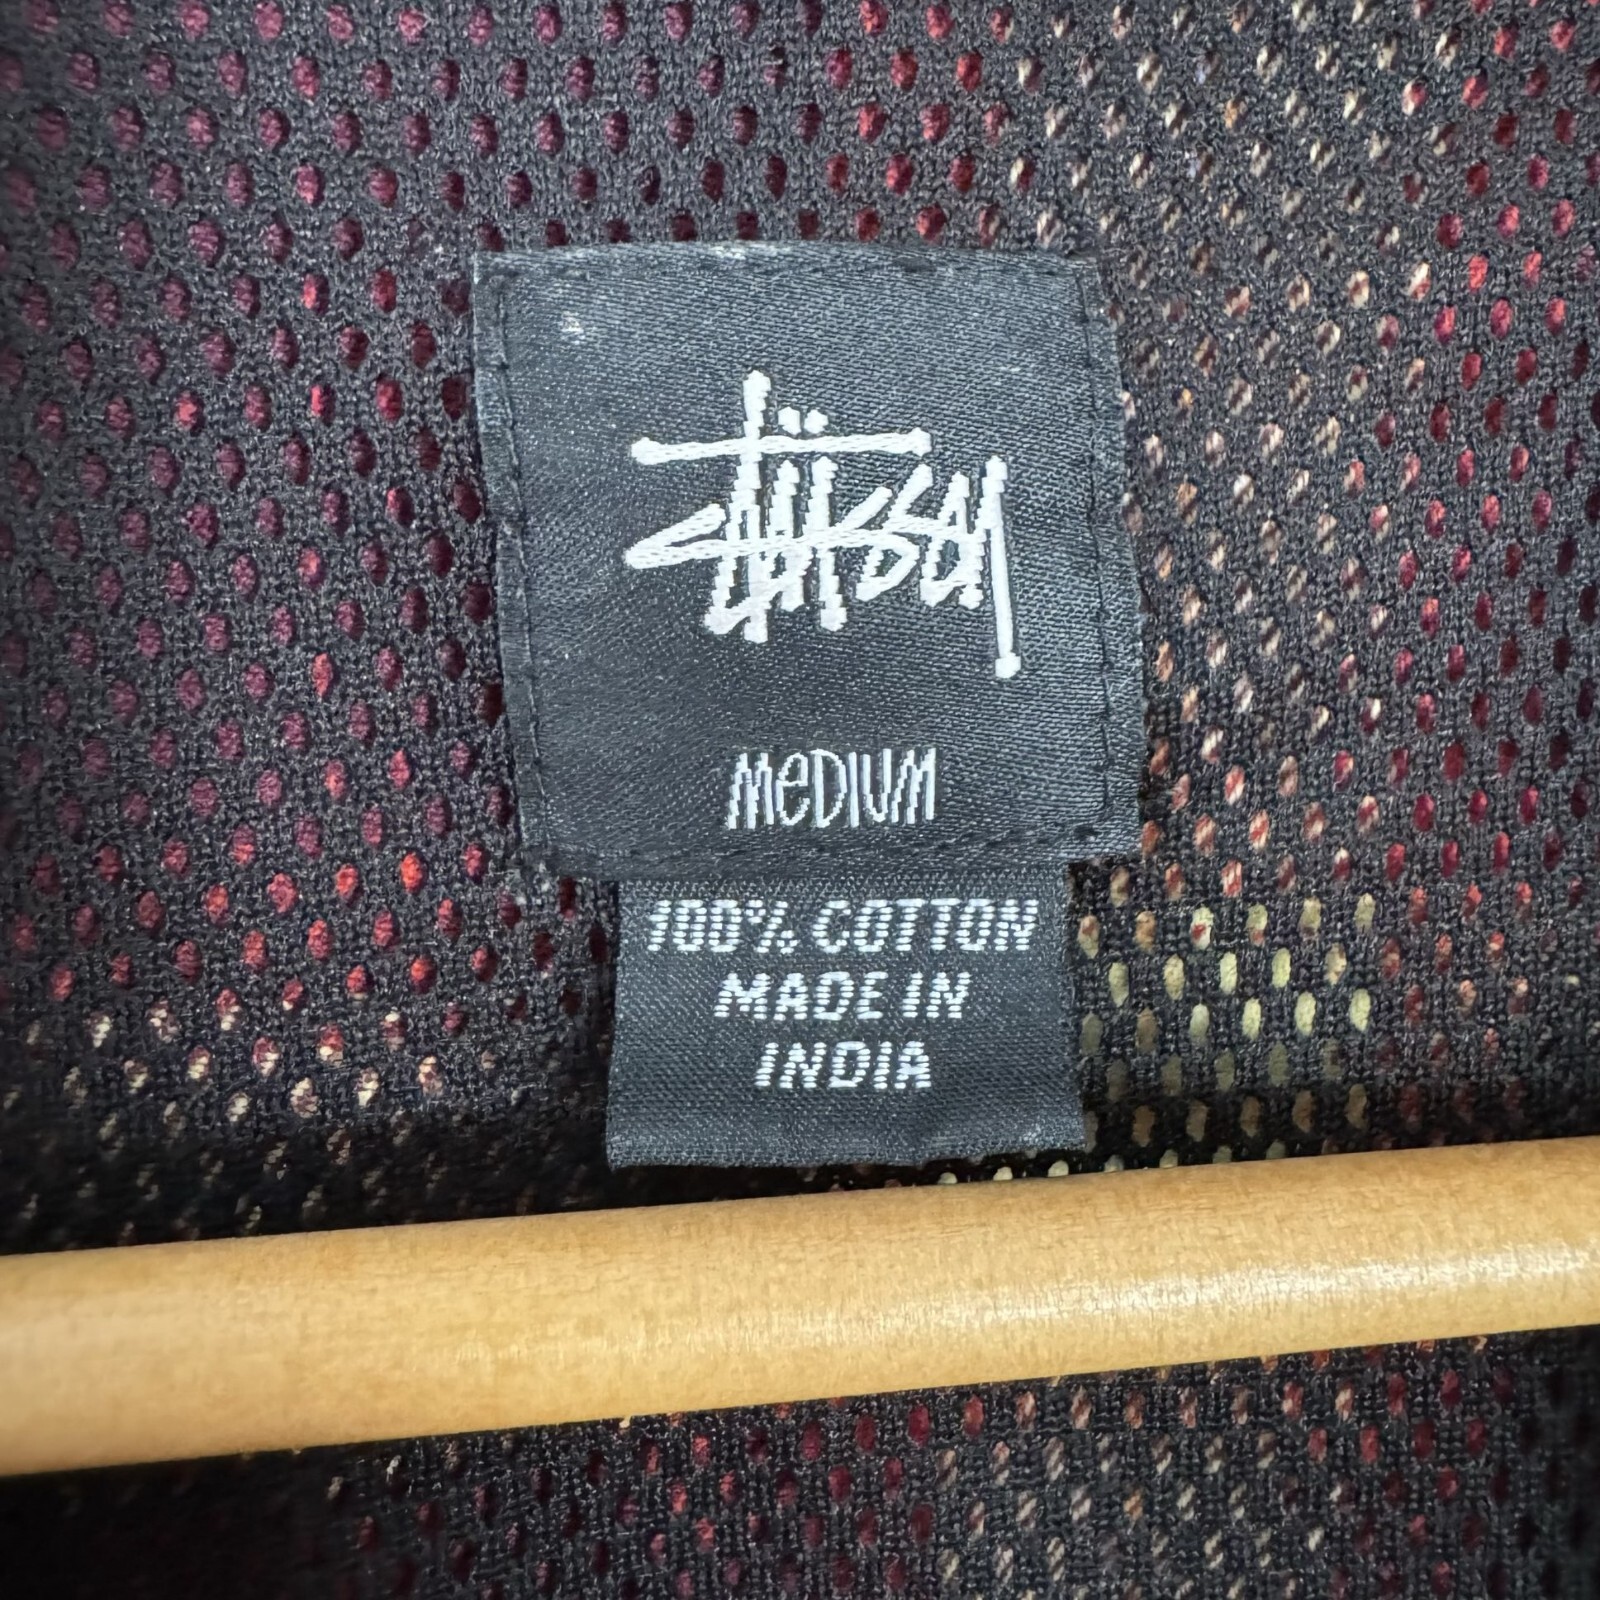 Stüssy
MeDIUM
100% COTTON
MADE IN
INDIA